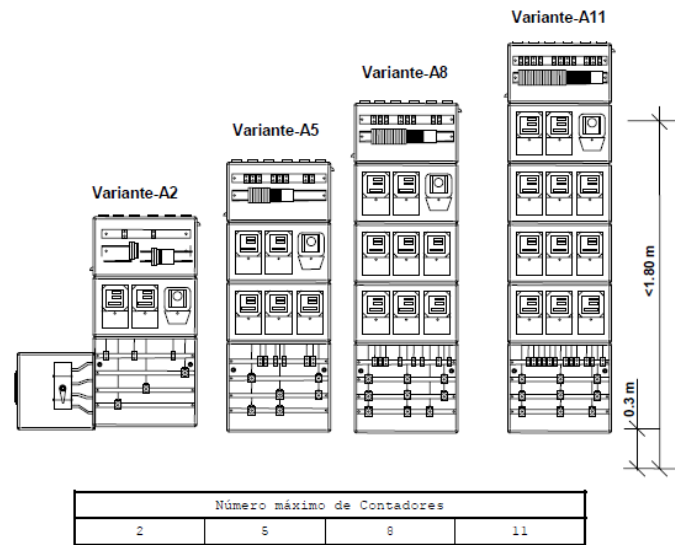 Variante-A11
Variante-A8
Variante-A5
Variante-A2
<1.80 m
0.3 m
Número máximo de Contadores
2 5 8 11